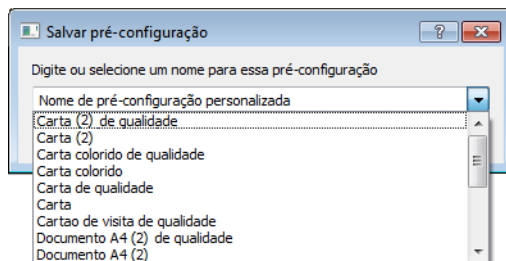 Salvar pré-configuração
Digite ou selecione um nome para essa pré-configuração
Nome de pré-configuração personalizada
Carta (2) de qualidade
Carta (2)
Carta colorido de qualidade
Carta colorido
Carta de qualidade
Carta
Cartao de visita de qualidade
Documento A4 (2) de qualidade
Documento A4 (2)